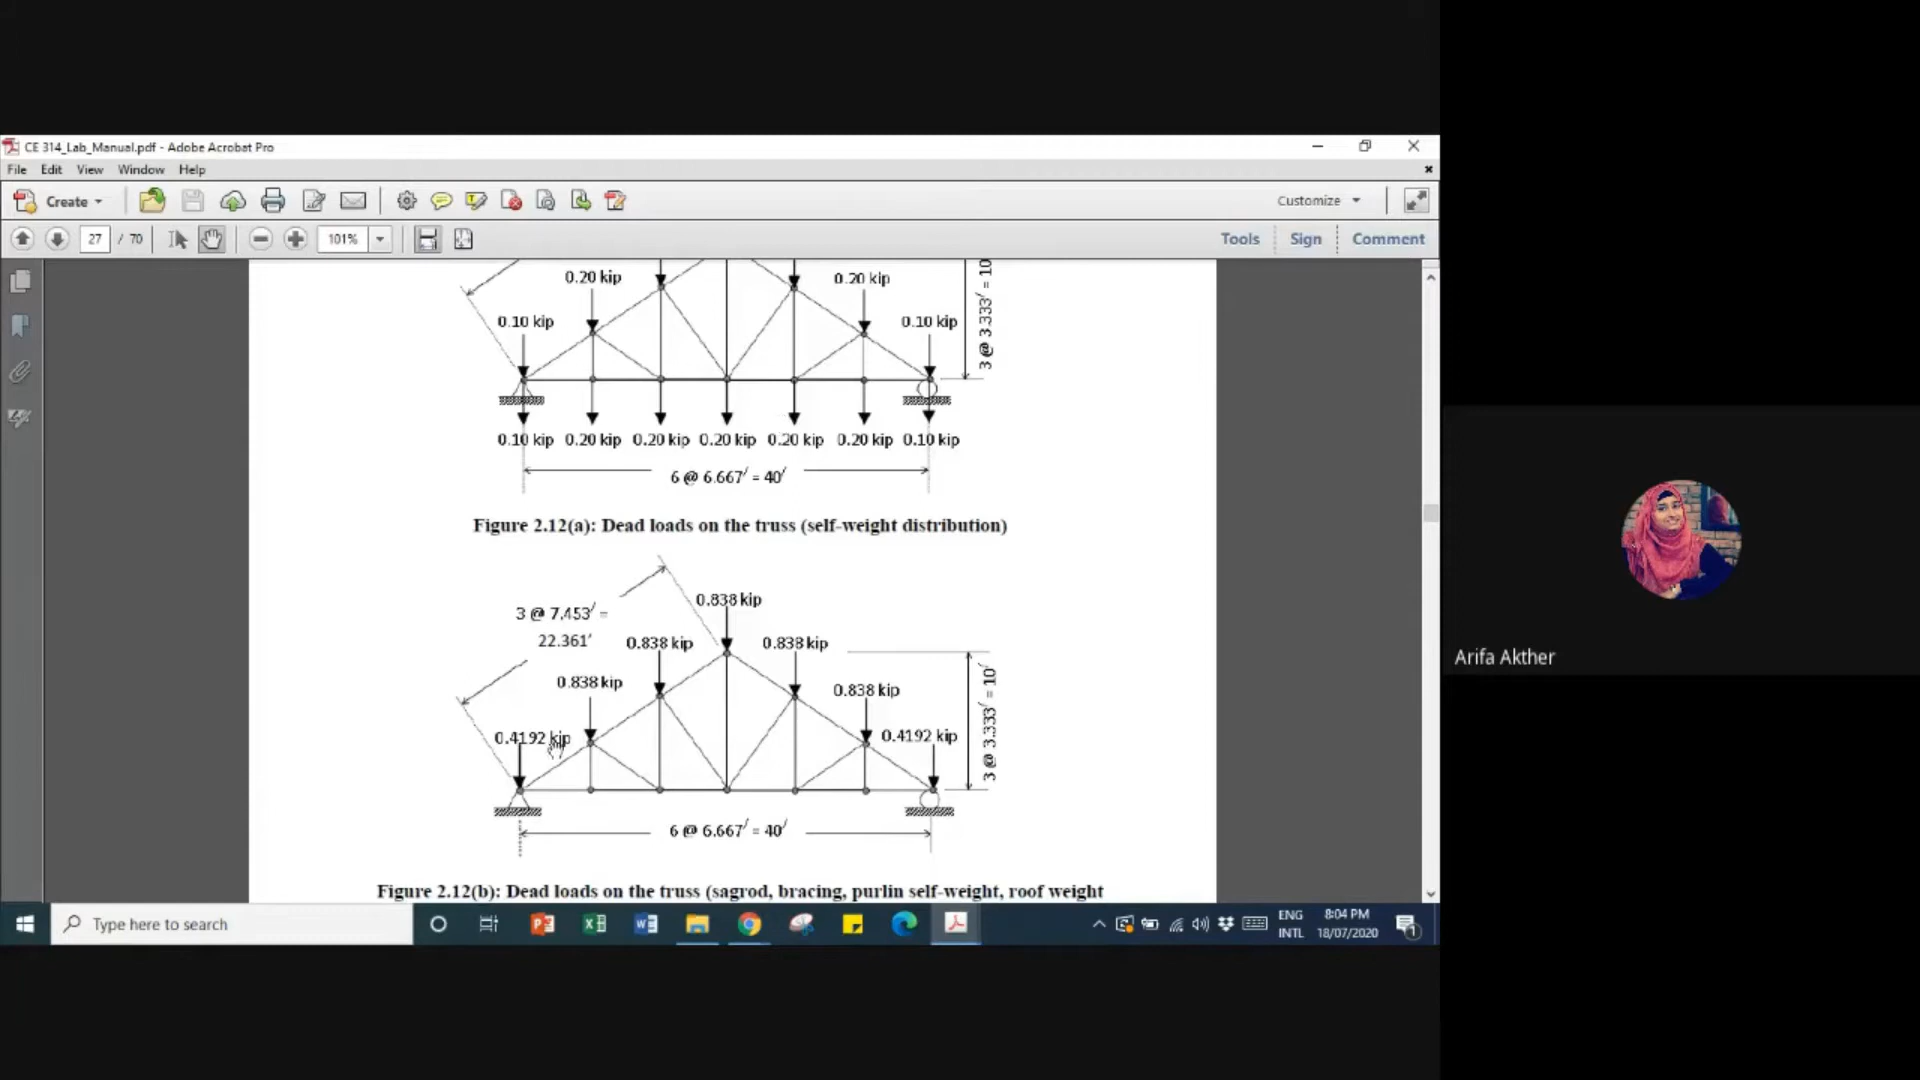 CE 314_Lab_Manual.pdf - Adobe Acrobat Pro
File Edit View Window Help
Create
Customize
27 / 70
101%
Tools Sign Comment
0.20 kip
0.20 kip
0.10 kip
0.10 kip
3 @ 3.333′ = 10
0.10 kip 0.20 kip 0.20 kip 0.20 kip 0.20 kip 0.20 kip 0.10 kip
6 @ 6.667′ = 40′
Figure 2.12(a): Dead loads on the truss (self-weight distribution)
0.838 kip
3 @ 7.453′ =
22.361′
0.838 kip
0.838 kip
0.838 kip
0.838 kip
0.4192 kip
0.4192 kip
3 @ 3.333′ = 10′
6 @ 6.667′ = 40′
Figure 2.12(b): Dead loads on the truss (sagrod, bracing, purlin self-weight, roof weight
Type here to search
ENG
INTL
8:04 PM
18/07/2020
1
Arifa Akther